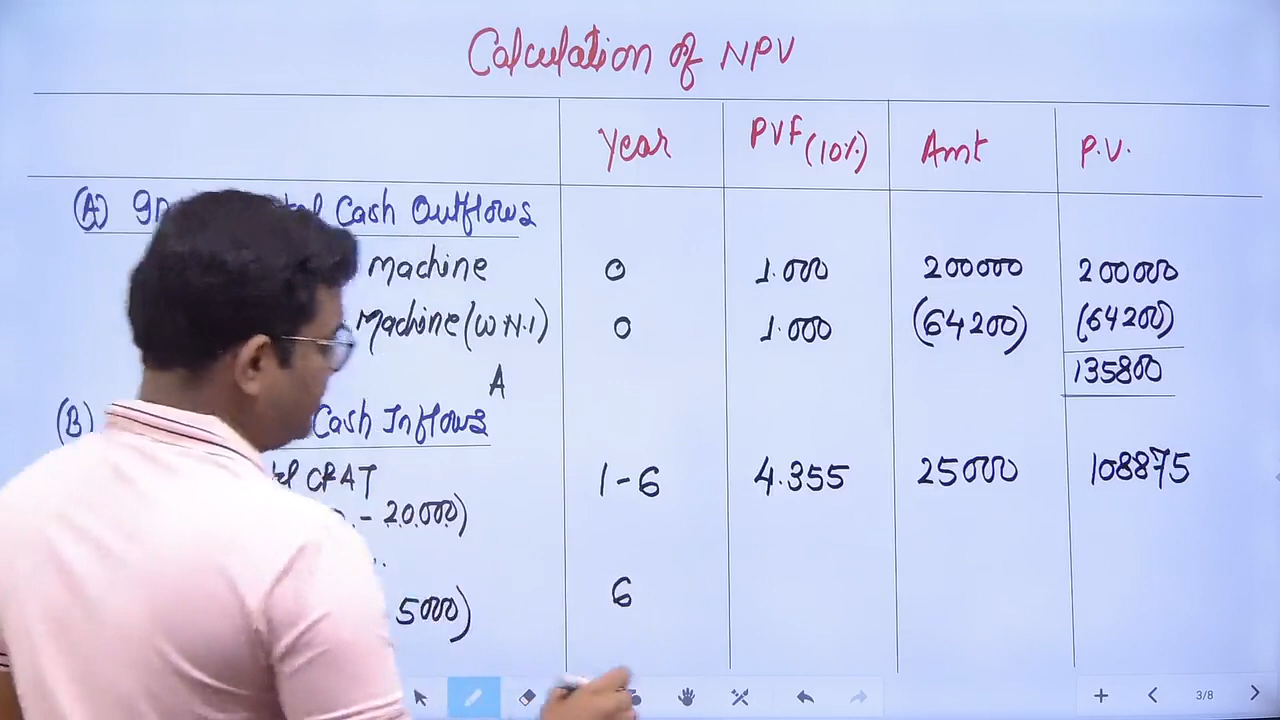 Calculation of NPV
Year PVF(10%) Amt P.V.
(A) Cash Outflows
Machine 0 1.000 200000 200000
Machine (W.N.1) 0 1.000 (64200) (64200)
A 135800
(B) Cash Inflows
CFAT 1-6 4.355 25000 108875
- 20,000)
6
5000)
3/8